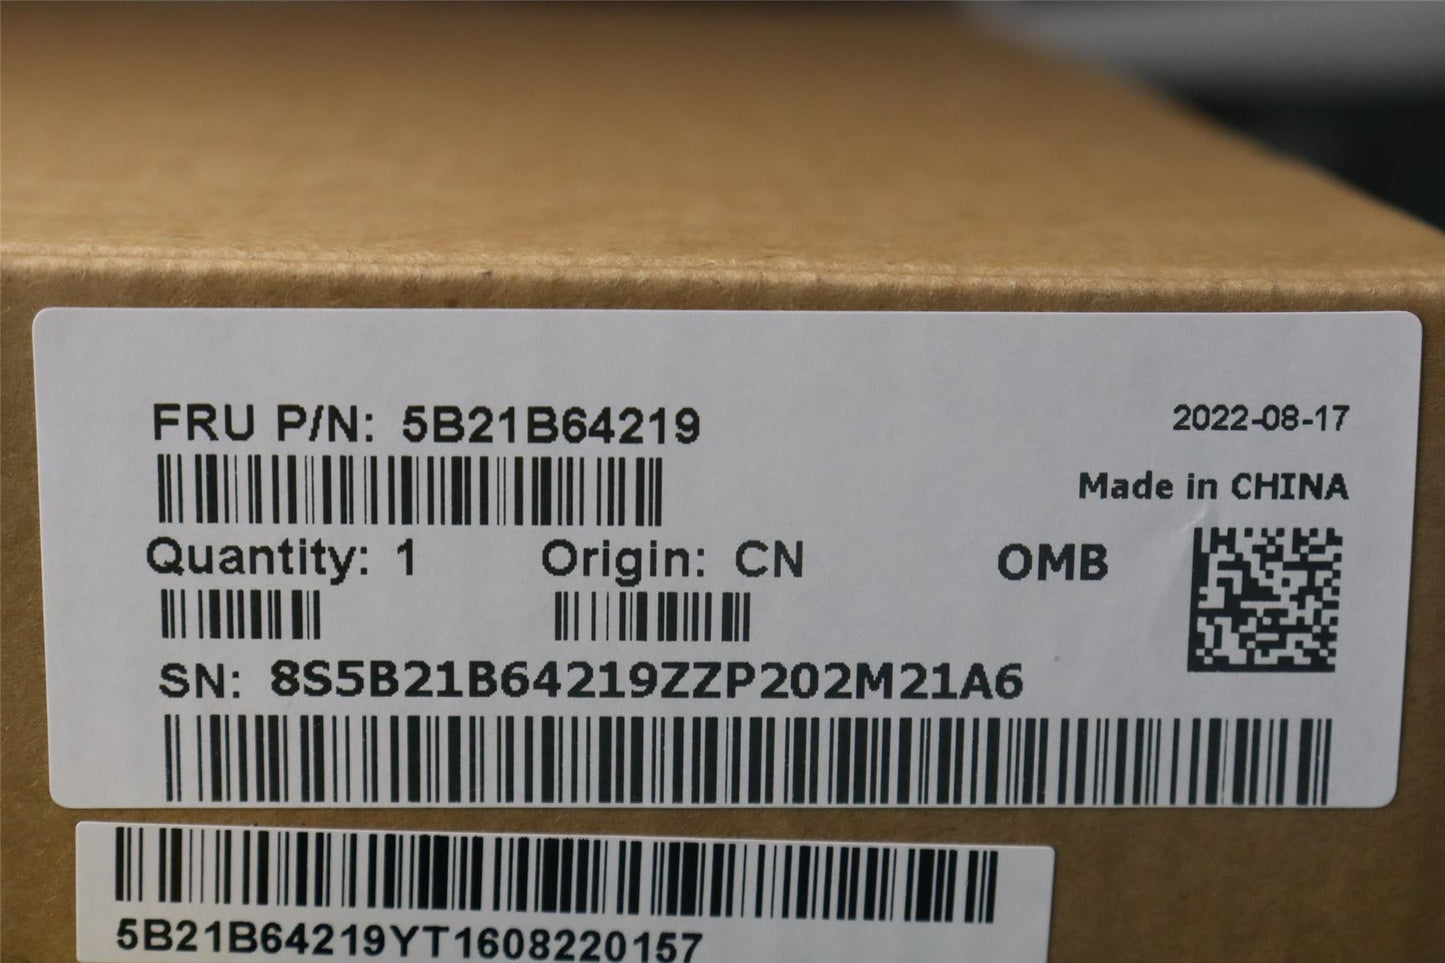 FRU P/N: 5B21B64219
2022-08-17
Made in CHINA
Quantity: 1 Origin: CN OMB
SN: 8S5B21B64219ZZP202M21A6
5B21B64219YT1608220157